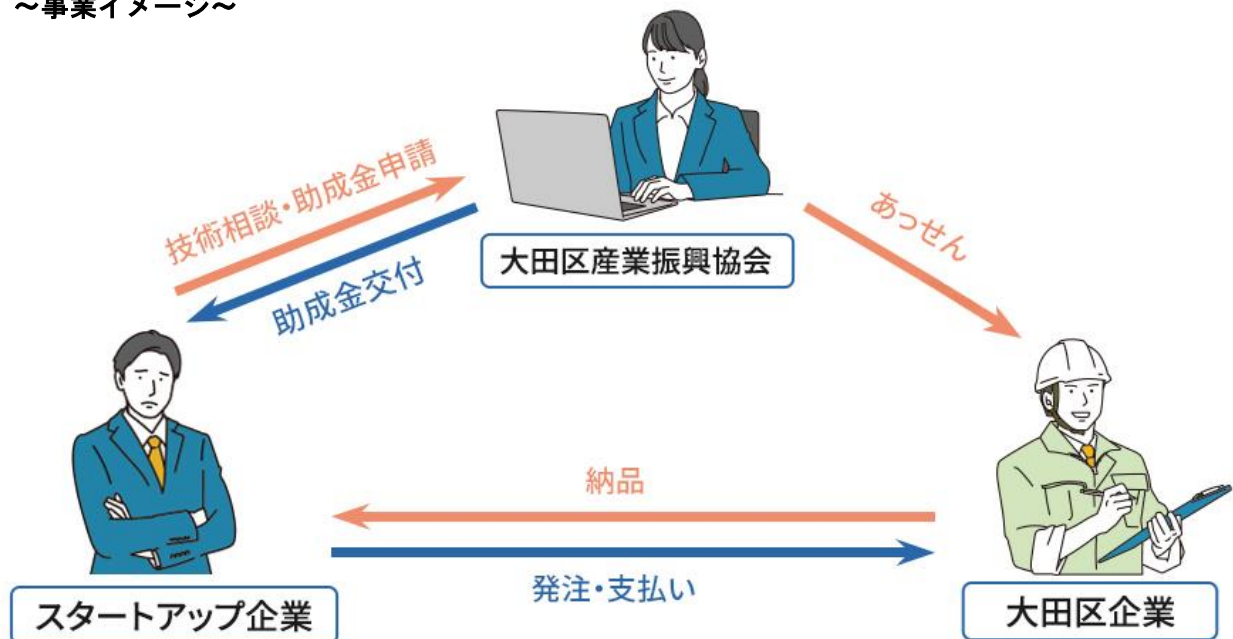 ～事業イメージ～
技術相談・助成金申請
助成金交付
大田区産業振興協会
あっせん
納品
発注・支払い
スタートアップ企業
大田区企業